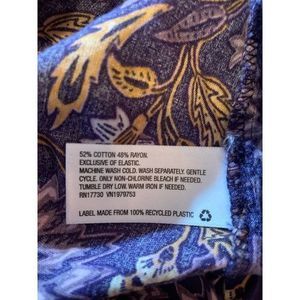 52% COTTON 48% RAYON.
EXCLUSIVE OF ELASTIC.
MACHINE WASH COLD. WASH SEPARATELY. GENTLE
CYCLE. ONLY NON-CHLORINE BLEACH IF NEEDED.
TUMBLE DRY LOW. WARM IRON IF NEEDED.
RN17730 VN1979753
LABEL MADE FROM 100% RECYCLED PLASTIC